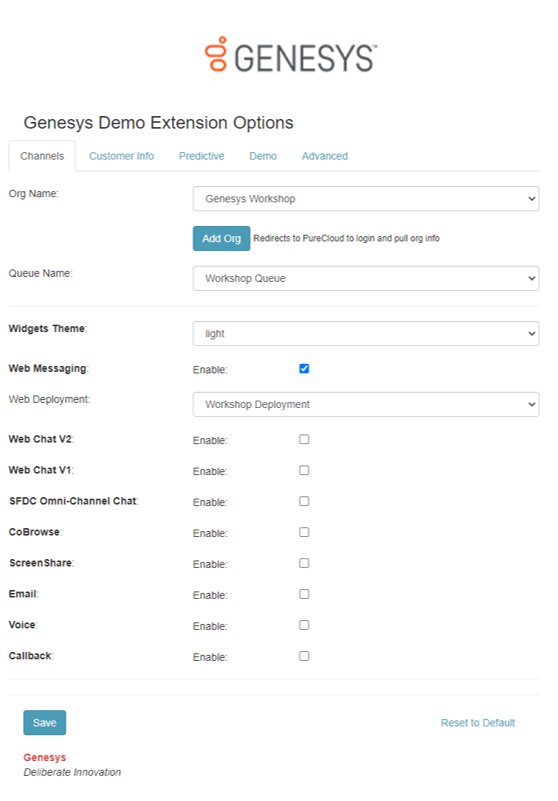 GENESYS™
Genesys Demo Extension Options
Channels Customer Info Predictive Demo Advanced
Org Name: Genesys Workshop
Add Org Redirects to PureCloud to login and pull org info
Queue Name: Workshop Queue
Widgets Theme: light
Web Messaging: Enable:
Web Deployment: Workshop Deployment
Web Chat V2: Enable:
Web Chat V1: Enable:
SFDC Omni-Channel Chat: Enable:
CoBrowse: Enable:
ScreenShare: Enable:
Email: Enable:
Voice: Enable:
Callback: Enable:
Save Reset to Default
Genesys
Deliberate Innovation